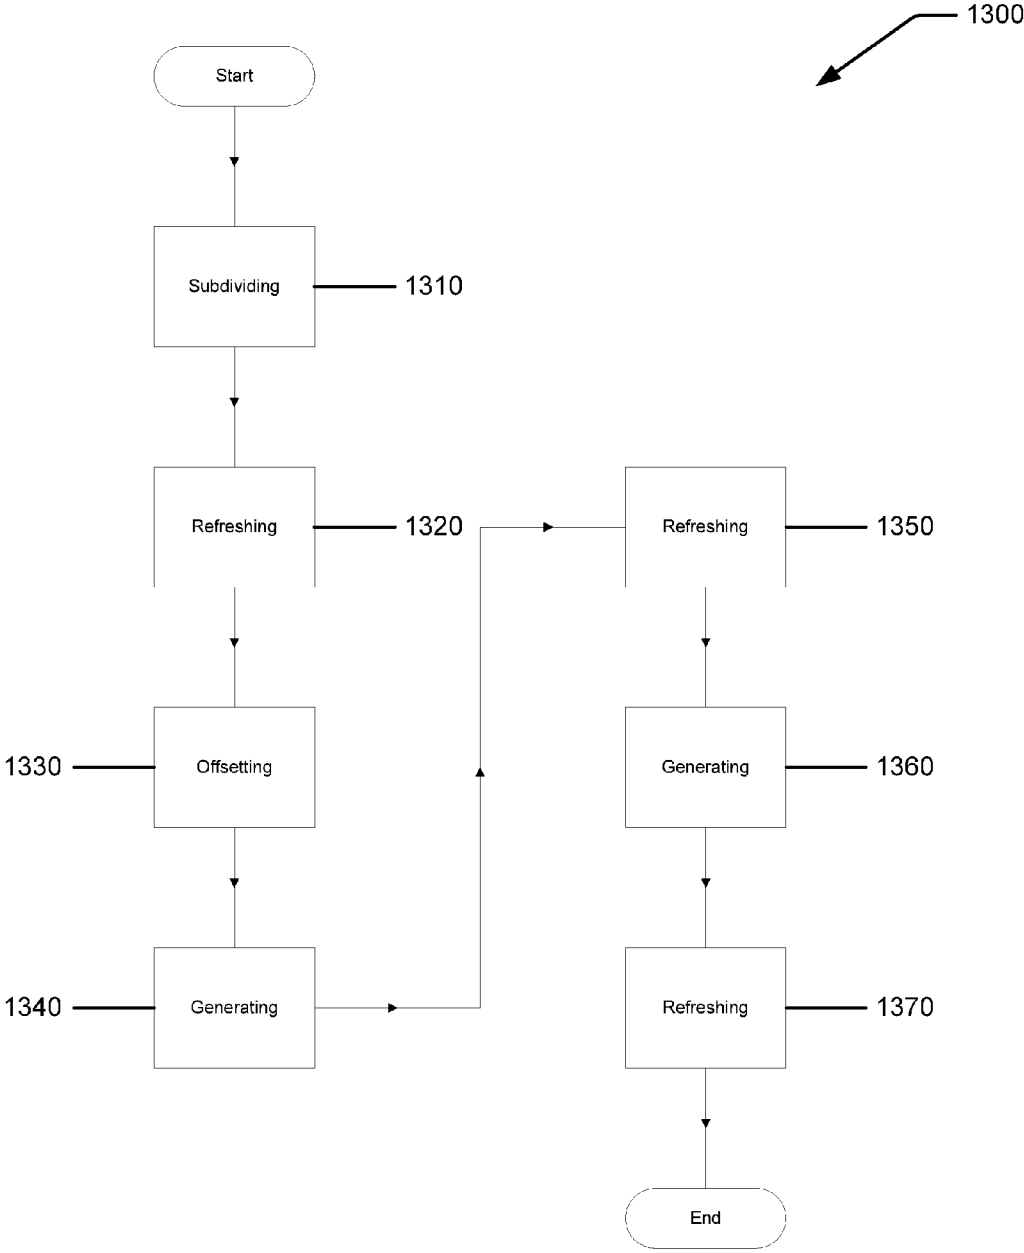 1300
Start
Subdividing 1310
Refreshing 1320
1330 Offsetting
1340 Generating
Refreshing 1350
Generating 1360
Refreshing 1370
End